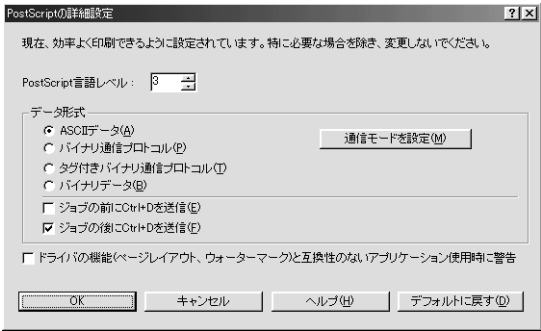 PostScriptの詳細設定
現在、効率よく印刷できるように設定されています。特に必要な場合を除き、変更しないでください。
PostScript言語レベル： 3
データ形式
ASCIIデータ(A)
通信モードを設定(M)
バイナリ通信プロトコル(P)
タグ付きバイナリ通信プロトコル(T)
バイナリデータ(B)
ジョブの前にCtrl+Dを送信(E)
ジョブの後にCtrl+Dを送信(F)
ドライバの機能(ページレイアウト、ウォーターマーク)と互換性のないアプリケーション使用時に警告
OK キャンセル ヘルプ(H) デフォルトに戻す(D)